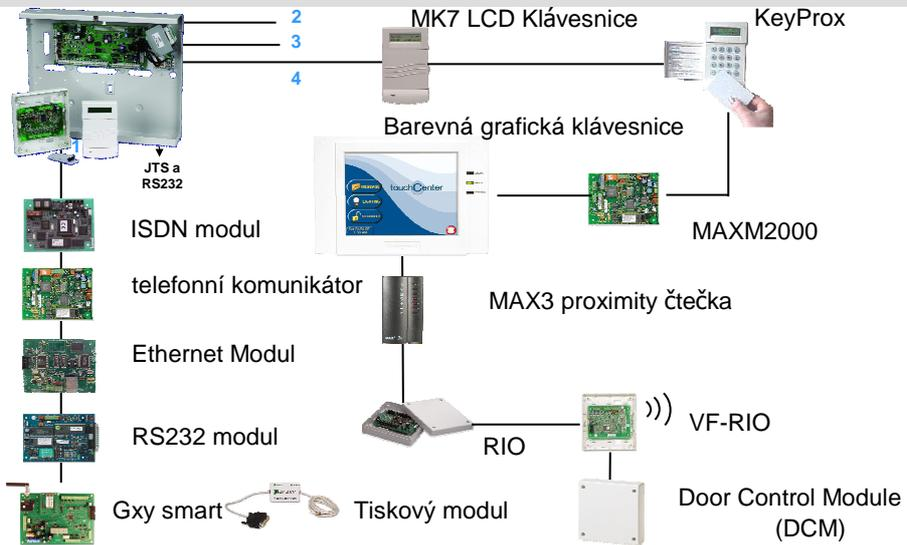 2
MK7 LCD Klávesnice
KeyProx
3
4
Barevná grafická klávesnice
1
JTS a
RS232
touchCenter
ISDN modul
MAXM2000
telefonní komunikátor
MAX3 proximity čtečka
Ethernet Modul
RS232 modul
RIO
VF-RIO
Gxy smart
Tiskový modul
Door Control Module
(DCM)